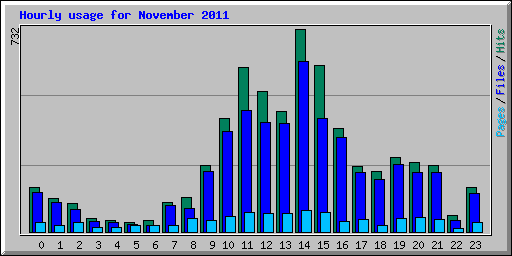 Hourly usage for November 2011
732
Pages / Files / Hits
0 1 2 3 4 5 6 7 8 9 10 11 12 13 14 15 16 17 18 19 20 21 22 23